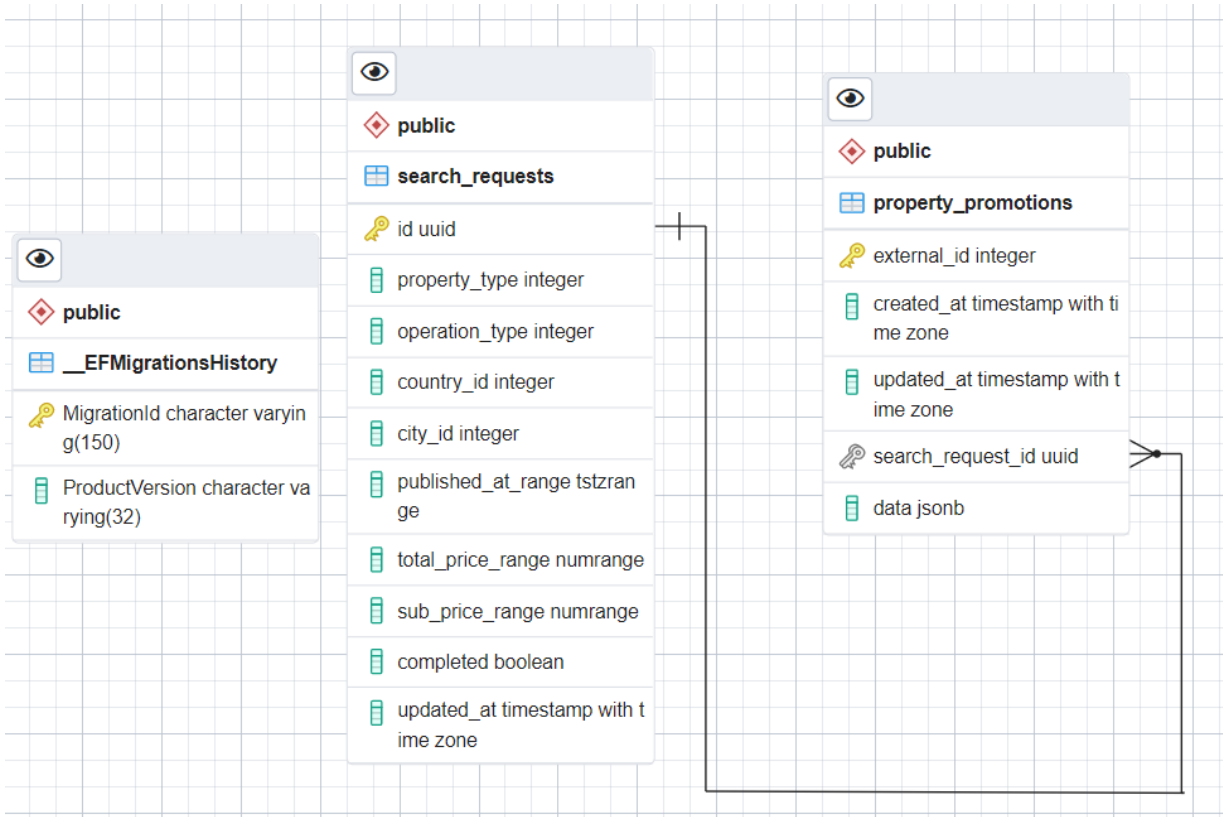 public
__EFMigrationsHistory
MigrationId character varyin
g(150)
ProductVersion character va
rying(32)
public
search_requests
id uuid
property_type integer
operation_type integer
country_id integer
city_id integer
published_at_range tstzran
ge
total_price_range numrange
sub_price_range numrange
completed boolean
updated_at timestamp with t
ime zone
public
property_promotions
external_id integer
created_at timestamp with ti
me zone
updated_at timestamp with t
ime zone
search_request_id uuid
data jsonb